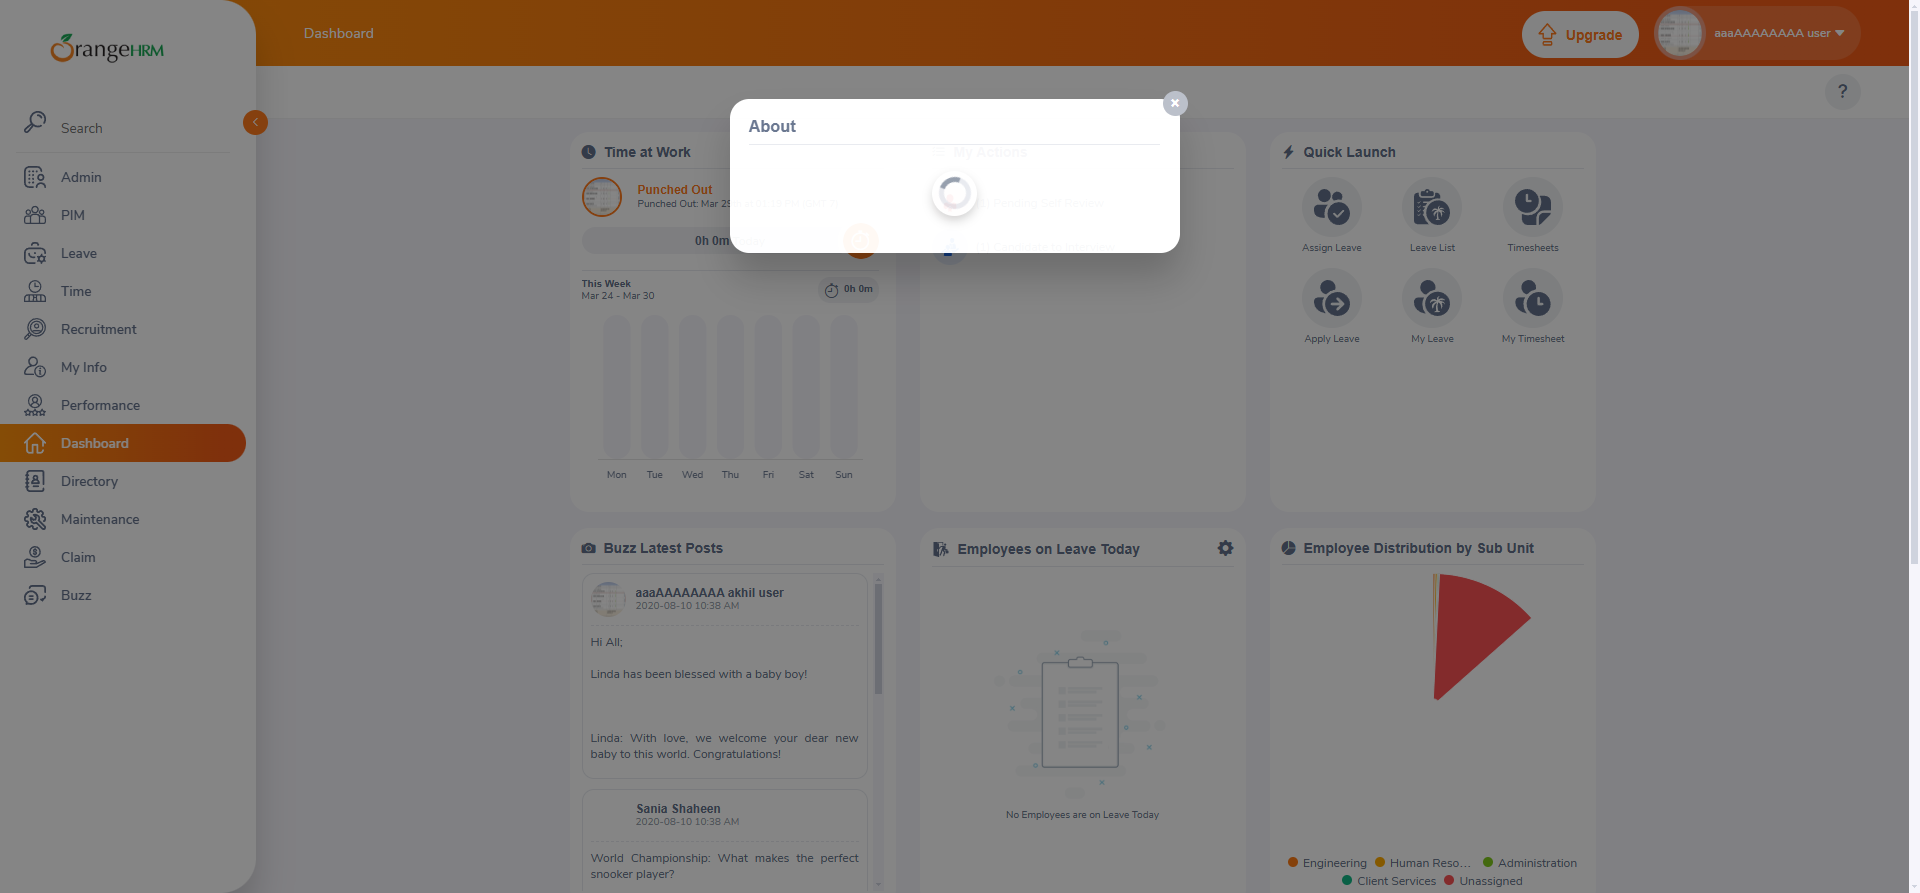 OrangeHRM
Dashboard
Upgrade
aaaAAAAAAAA user
Search
?
Admin
PIM
Leave
Time
Recruitment
My Info
Performance
Dashboard
Directory
Maintenance
Claim
Buzz
About
Time at Work
My Actions
Punched Out
Punched Out: Mar
0h 0m
This Week
Mar 24 - Mar 30
0h 0m
Mon Tue Wed Thu Fri Sat Sun
Pending Self Review
Quick Launch
Assign Leave
Leave List
Timesheets
Apply Leave
My Leave
My Timesheet
Buzz Latest Posts
aaaAAAAAAAA akhil user
2020-08-10 10:38 AM
Hi All;
Linda has been blessed with a baby boy!
Linda: With love, we welcome your dear new
baby to this world. Congratulations!
Sania Shaheen
2020-08-10 10:38 AM
World Championship: What makes the perfect
snooker player?
Employees on Leave Today
No Employees are on Leave Today
Employee Distribution by Sub Unit
Engineering
Human Reso...
Administration
Client Services
Unassigned